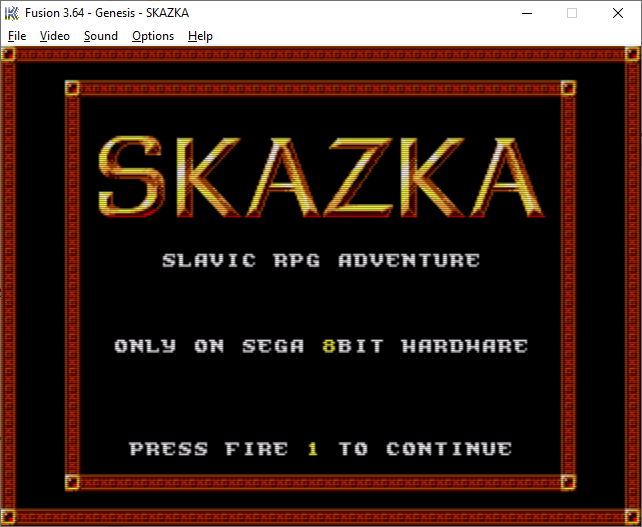 Fusion 3.64 - Genesis - SKAZKA
File Video Sound Options Help
SKAZKA
SLAVIC RPG ADVENTURE
ONLY ON SEGA 8BIT HARDWARE
PRESS FIRE 1 TO CONTINUE